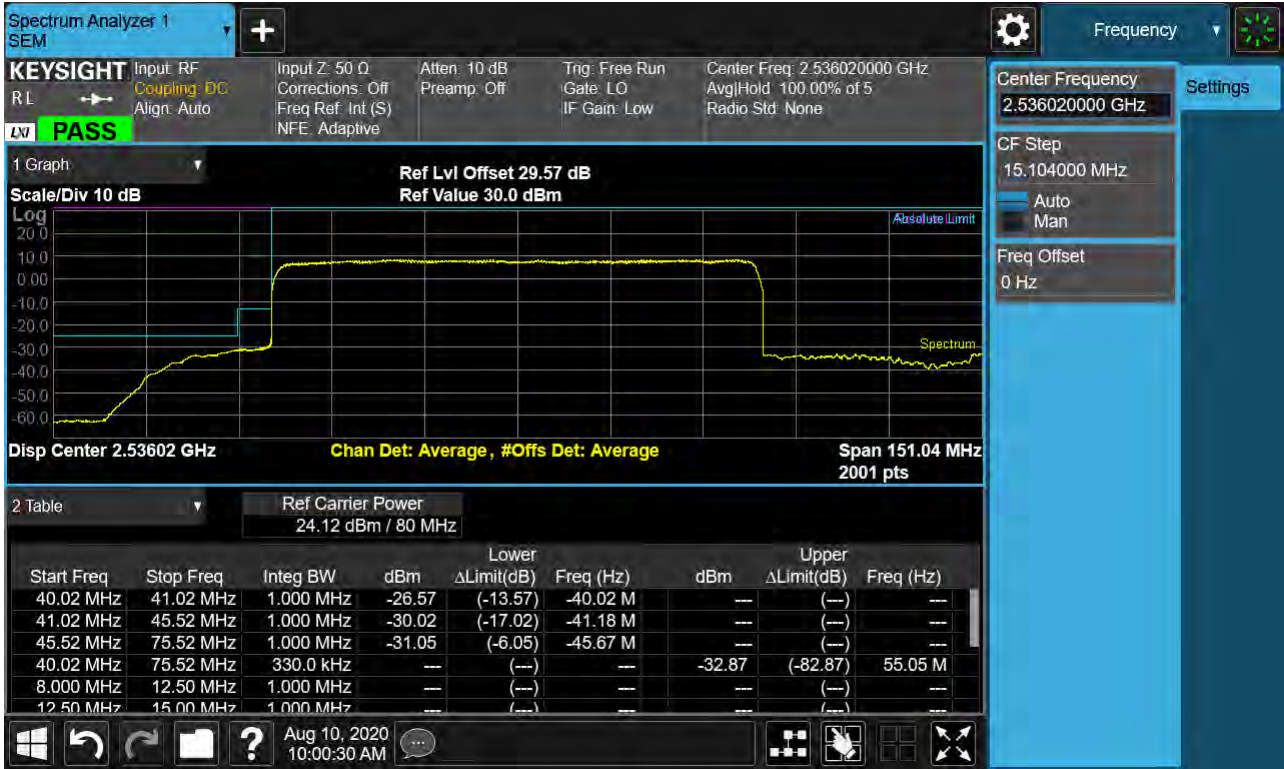 Spectrum Analyzer 1
SEM
Frequency
KEYSIGHT
RL
LXI
PASS
Input: RF
Coupling: DC
Align: Auto
Input Z: 50 Ω
Corrections: Off
Freq Ref: Int (S)
NFE: Adaptive
Atten: 10 dB
Preamp: Off
Trig: Free Run
Gate: LO
IF Gain: Low
Center Freq: 2.536020000 GHz
Avg|Hold: 100.00% of 5
Radio Std: None
Center Frequency
2.536020000 GHz
Settings
CF Step
15.104000 MHz
Auto
Man
Freq Offset
0 Hz
1 Graph
Scale/Div 10 dB
Ref Lvl Offset 29.57 dB
Ref Value 30.0 dBm
Log
Absolute Limit
20.0
10.0
0.00
-10.0
-20.0
-30.0
-40.0
-50.0
-60.0
Spectrum
Disp Center 2.53602 GHz
Chan Det: Average, #Offs Det: Average
Span 151.04 MHz
2001 pts
2 Table
Ref Carrier Power
24.12 dBm / 80 MHz
Lower Upper
Start Freq Stop Freq Integ BW dBm ΔLimit(dB) Freq (Hz) dBm ΔLimit(dB) Freq (Hz)
40.02 MHz 41.02 MHz 1.000 MHz -26.57 (-13.57) -40.02 M --- (---) ---
41.02 MHz 45.52 MHz 1.000 MHz -30.02 (-17.02) -41.18 M --- (---) ---
45.52 MHz 75.52 MHz 1.000 MHz -31.05 (-6.05) -45.67 M --- (---) ---
40.02 MHz 75.52 MHz 330.0 kHz --- (---) --- -32.87 (-82.87) 55.05 M
8.000 MHz 12.50 MHz 1.000 MHz --- (---) --- --- (---) ---
12.50 MHz 15.00 MHz 1.000 MHz --- (---) --- --- (---) ---
?
Aug 10, 2020
10:00:30 AM